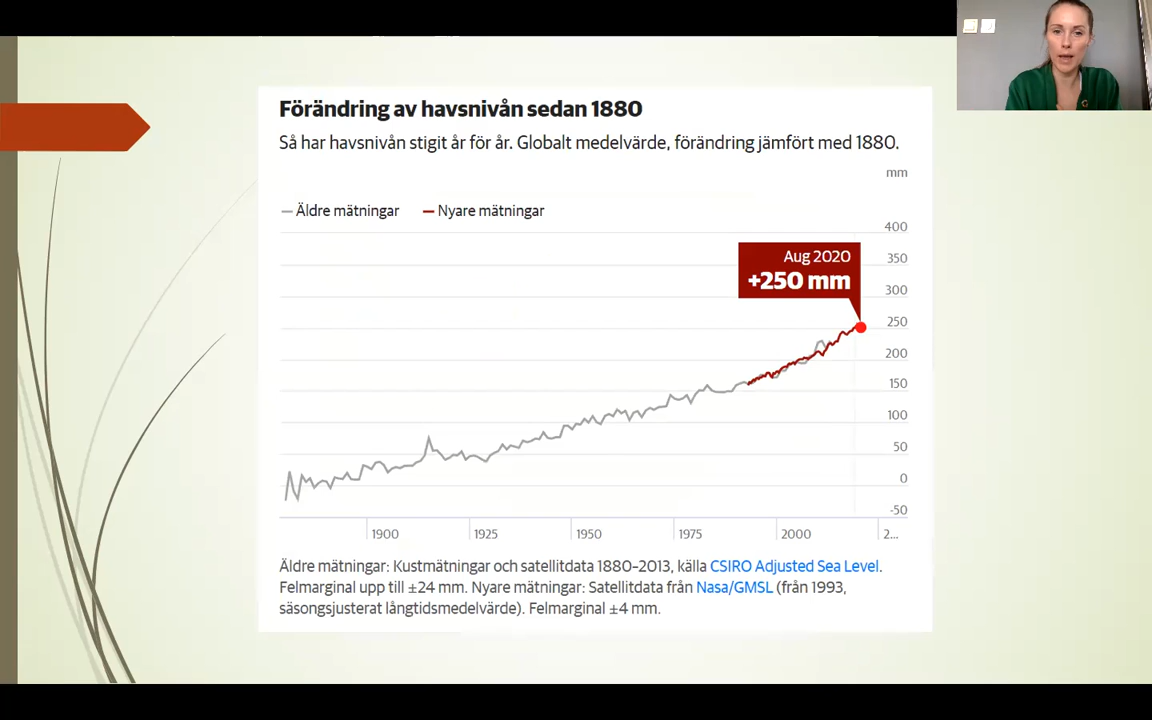 Förändring av havsnivån sedan 1880
Så har havsnivån stigit år för år. Globalt medelvärde, förändring jämfört med 1880.
mm
Äldre mätningar Nyare mätningar
400
Aug 2020
+250 mm
350
300
250
200
150
100
50
0
-50
1900 1925 1950 1975 2000 2...
Äldre mätningar: Kustmätningar och satellitdata 1880–2013, källa CSIRO Adjusted Sea Level.
Felmarginal upp till ±24 mm. Nyare mätningar: Satellitdata från Nasa/GMSL (från 1993,
säsongsjusterat långtidsmedelvärde). Felmarginal ±4 mm.